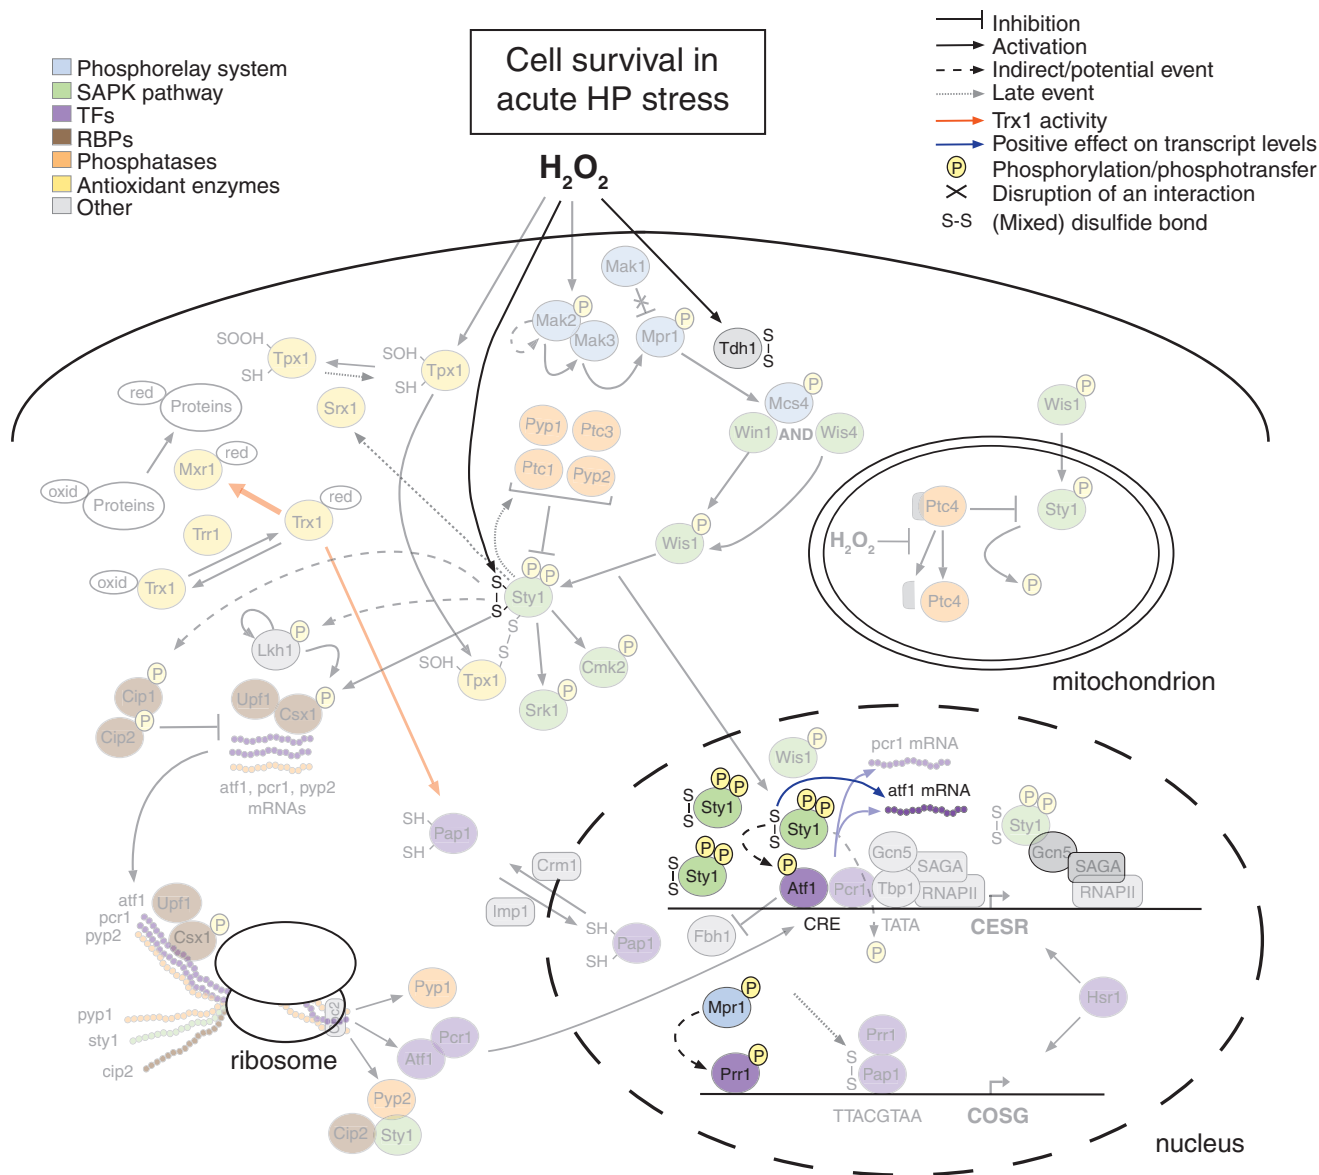 Cell survival in
acute HP stress
Phosphorelay system
SAPK pathway
TFs
RBPs
Phosphatases
Antioxidant enzymes
Other
Inhibition
Activation
Indirect/potential event
Late event
Trx1 activity
Positive effect on transcript levels
P Phosphorylation/phosphotransfer
Disruption of an interaction
S-S (Mixed) disulfide bond
H2O2
Mak1
P
Mak2
Mak3
P
Mpr1
Tdh1
S
S
SOOH
SH
Tpx1
SOH
SH
Tpx1
Srx1
red
Proteins
oxid
Proteins
Mxr1
red
Trr1
Trx1
red
oxid
Trx1
Pyp1
Ptc3
Ptc1
Pyp2
P
Mcs4
Win1
AND
Wis4
P
Wis1
P
P
S
S
Sty1
S
S
SOH
Tpx1
P
Cmk2
P
Srk1
P
Lkh1
P
Cip1
P
Cip2
Upf1
Csx1
P
atf1, pcr1, pyp2
mRNAs
P
Wis1
P
Sty1
Ptc4
H2O2
P
Ptc4
mitochondrion
SH
SH
Pap1
Crm1
Imp1
SH
SH
Pap1
P
Wis1
pcr1 mRNA
atf1 mRNA
P
P
S
S
Sty1
P
P
S
S
Sty1
P
P
S
S
Sty1
P
P
S
S
Sty1
Gcn5
SAGA
RNAPII
P
Atf1
Pcr1
Gcn5
SAGA
Tbp1
RNAPII
Fbh1
CRE
TATA
CESR
P
P
Mpr1
P
Prr1
Prr1
S
S
Pap1
Hsr1
TTACGTAA
COSG
nucleus
atf1
pcr1
pyp2
Upf1
Csx1
P
pyp1
sty1
cip2
ribosome
Pyp1
Pcr1
Atf1
Pyp2
Cip2
Sty1